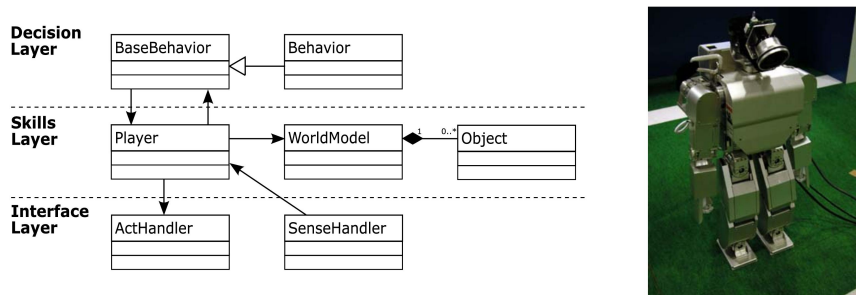 Decision
Layer
BaseBehavior
Behavior
Skills
Layer
Player
WorldModel
1
0..*
Object
Interface
Layer
ActHandler
SenseHandler